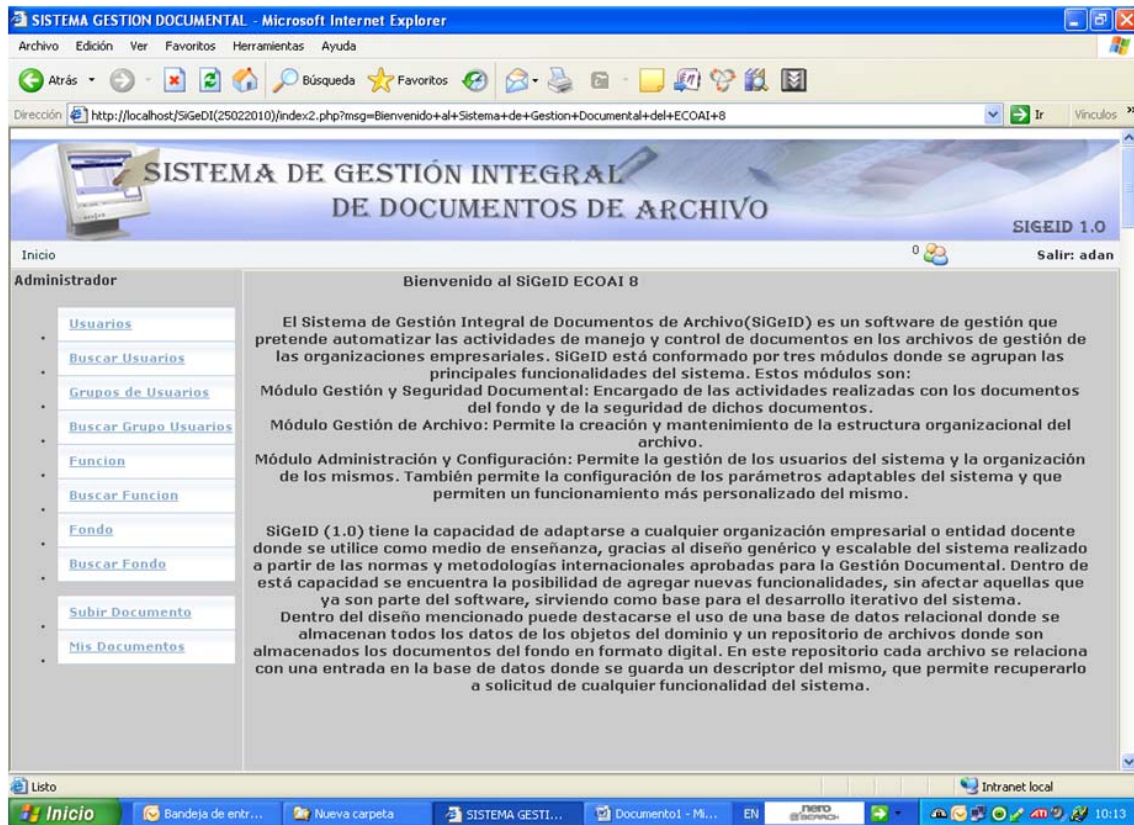 SISTEMA GESTION DOCUMENTAL - Microsoft Internet Explorer
Archivo Edición Ver Favoritos Herramientas Ayuda
Atrás Búsqueda Favoritos
Dirección http://localhost/SiGeDI(25022010)/index2.php?msg=Bienvenido+al+Sistema+de+Gestion+Documental+del+ECOAI+8 Ir Vínculos »
SISTEMA DE GESTIÓN INTEGRAL
DE DOCUMENTOS DE ARCHIVO
SIGEID 1.0
Inicio 0 Salir: adan
Administrador
Usuarios
Buscar Usuarios
Grupos de Usuarios
Buscar Grupo Usuarios
Funcion
Buscar Funcion
Fondo
Buscar Fondo
Subir Documento
Mis Documentos
Bienvenido al SiGeID ECOAI 8
El Sistema de Gestión Integral de Documentos de Archivo(SiGeID) es un software de gestión que
pretende automatizar las actividades de manejo y control de documentos en los archivos de gestión de
las organizaciones empresariales. SiGeID está conformado por tres módulos donde se agrupan las
principales funcionalidades del sistema. Estos módulos son:
Módulo Gestión y Seguridad Documental: Encargado de las actividades realizadas con los documentos
del fondo y de la seguridad de dichos documentos.
Módulo Gestión de Archivo: Permite la creación y mantenimiento de la estructura organizacional del
archivo.
Módulo Administración y Configuración: Permite la gestión de los usuarios del sistema y la organización
de los mismos. También permite la configuración de los parámetros adaptables del sistema y que
permiten un funcionamiento más personalizado del mismo.
SiGeID (1.0) tiene la capacidad de adaptarse a cualquier organización empresarial o entidad docente
donde se utilice como medio de enseñanza, gracias al diseño genérico y escalable del sistema realizado
a partir de las normas y metodologías internacionales aprobadas para la Gestión Documental. Dentro de
está capacidad se encuentra la posibilidad de agregar nuevas funcionalidades, sin afectar aquellas que
ya son parte del software, sirviendo como base para el desarrollo iterativo del sistema.
Dentro del diseño mencionado puede destacarse el uso de una base de datos relacional donde se
almacenan todos los datos de los objetos del dominio y un repositorio de archivos donde son
almacenados los documentos del fondo en formato digital. En este repositorio cada archivo se relaciona
con una entrada en la base de datos donde se guarda un descriptor del mismo, que permite recuperarlo
a solicitud de cualquier funcionalidad del sistema.
Listo Intranet local
Inicio Bandeja de entr... Nueva carpeta SISTEMA GESTI... Documento1 - Mi... EN nero SEARCH 10:13